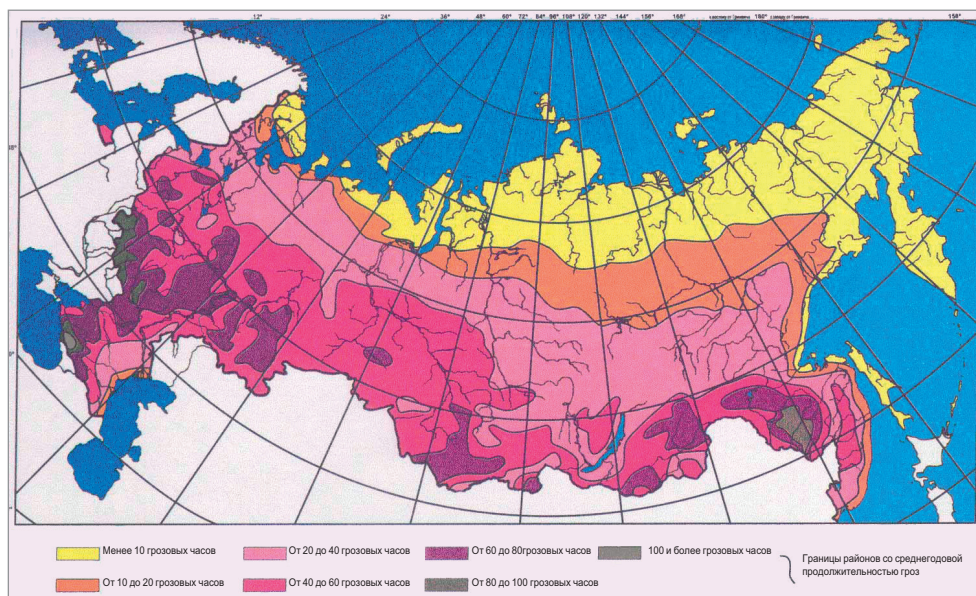 12° 24° 36° 48° 60° 72° 84° 96° 108° 120° 132° 144° 156° 168° 180° 158°
Менее 10 грозовых часов
От 20 до 40 грозовых часов
От 60 до 80грозовых часов
100 и более грозовых часов
Границы районов со среднегодовой
продолжительностью гроз
От 10 до 20 грозовых часов
От 40 до 60 грозовых часов
От 80 до 100 грозовых часов